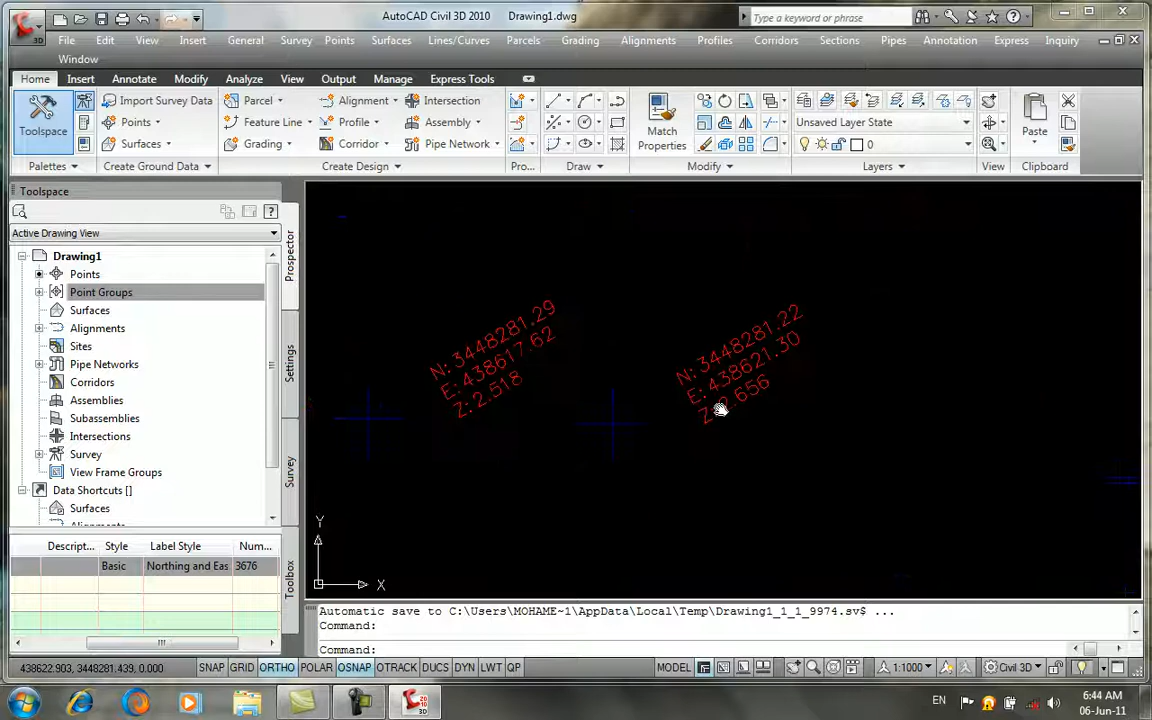 AutoCAD Civil 3D 2010 Drawing1.dwg
Type a keyword or phrase
File Edit View Insert General Survey Points Surfaces Lines/Curves Parcels Grading Alignments Profiles Corridors Sections Pipes Annotation Express Inquiry
Window
Home Insert Annotate Modify Analyze View Output Manage Express Tools
Toolspace
Palettes
Import Survey Data
Points
Surfaces
Create Ground Data
Parcel
Feature Line
Grading
Alignment
Profile
Corridor
Intersection
Assembly
Pipe Network
Create Design
Pro...
Draw
Match
Properties
Modify
Unsaved Layer State
0
Layers
View
Paste
Clipboard
Toolspace
Active Drawing View
Drawing1
Points
Point Groups
Surfaces
Alignments
Sites
Pipe Networks
Corridors
Assemblies
Subassemblies
Intersections
Survey
View Frame Groups
Data Shortcuts []
Surfaces
Prospector
Settings
Survey
Toolbox
Descript... Style Label Style Num...
Basic Northing and Eas 3676
N: 3448281.29
E: 438617.62
Z: 2.518
N: 3448281.22
E: 438621.30
Z: 2.656
Y
X
Automatic save to C:\Users\MOHAME~1\AppData\Local\Temp\Drawing1_1_1_9974.sv$ ...
Command:
Command:
438622.903, 3448281.439, 0.000 SNAP GRID ORTHO POLAR OSNAP OTRACK DUCS DYN LWT QP MODEL 1:1000 Civil 3D
EN 6:44 AM
06-Jun-11